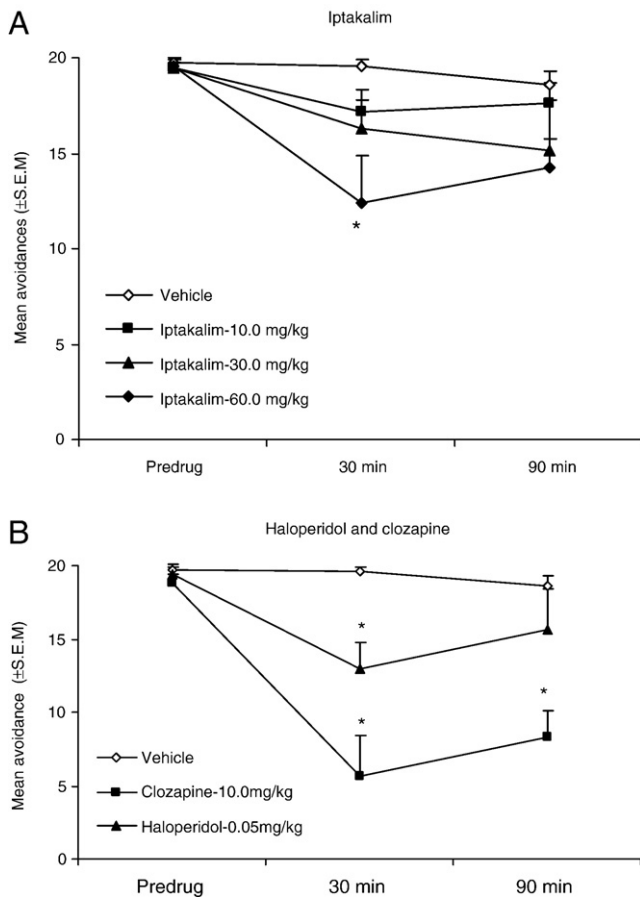 A
Iptakalim
Mean avoidances (±S.E.M)
20
15
10
5
0
*
Vehicle
Iptakalim-10.0 mg/kg
Iptakalim-30.0 mg/kg
Iptakalim-60.0 mg/kg
Predrug 30 min 90 min
B
Haloperidol and clozapine
Mean avoidance (±S.E.M)
20
15
10
5
0
*
*
*
Vehicle
Clozapine-10.0mg/kg
Haloperidol-0.05mg/kg
Predrug 30 min 90 min